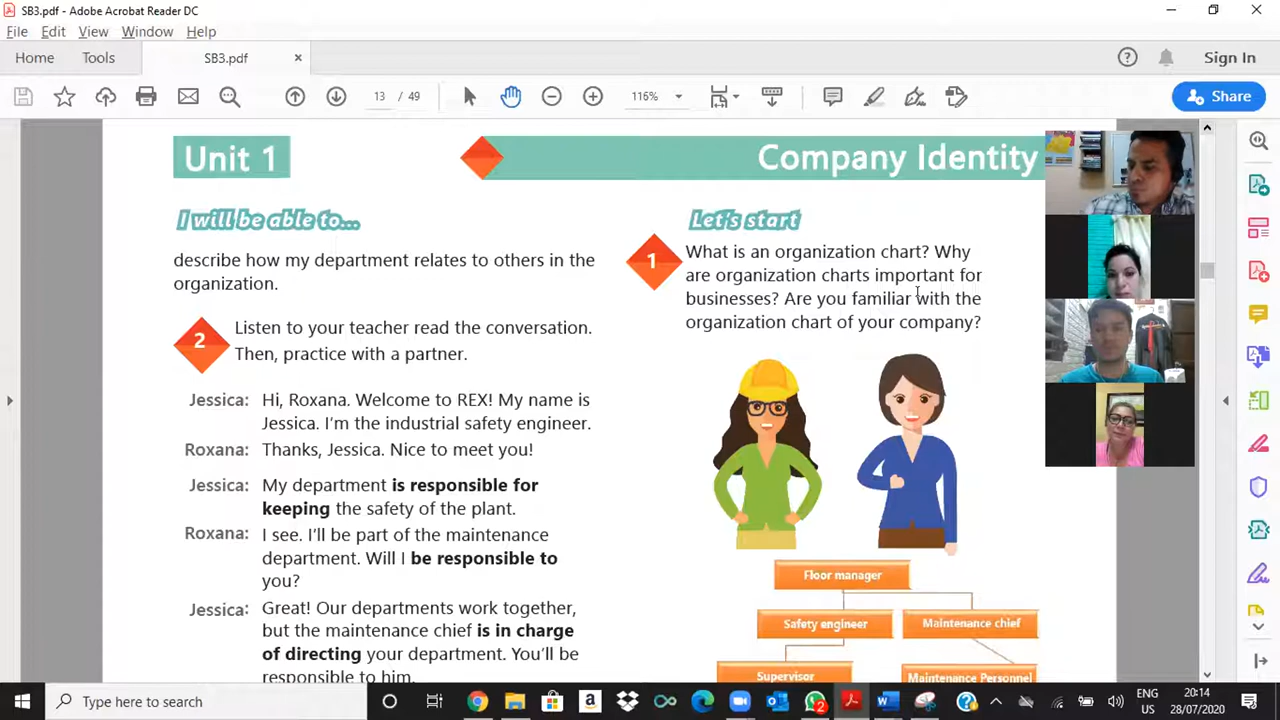 SB3.pdf - Adobe Acrobat Reader DC
File Edit View Window Help
Home Tools SB3.pdf × Sign In
13 / 49 116% Share
Unit 1 Company Identity
I will be able to...
describe how my department relates to others in the
organization.
2 Listen to your teacher read the conversation.
Then, practice with a partner.
Jessica: Hi, Roxana. Welcome to REX! My name is
Jessica. I'm the industrial safety engineer.
Roxana: Thanks, Jessica. Nice to meet you!
Jessica: My department is responsible for
keeping the safety of the plant.
Roxana: I see. I'll be part of the maintenance
department. Will I be responsible to
you?
Jessica: Great! Our departments work together,
but the maintenance chief is in charge
of directing your department. You'll be
responsible to him.
Let's start
1 What is an organization chart? Why
are organization charts important for
businesses? Are you familiar with the
organization chart of your company?
Floor manager
Safety engineer Maintenance chief
Supervisor Maintenance Personnel
Type here to search
ENG 20:14
US 28/07/2020
2